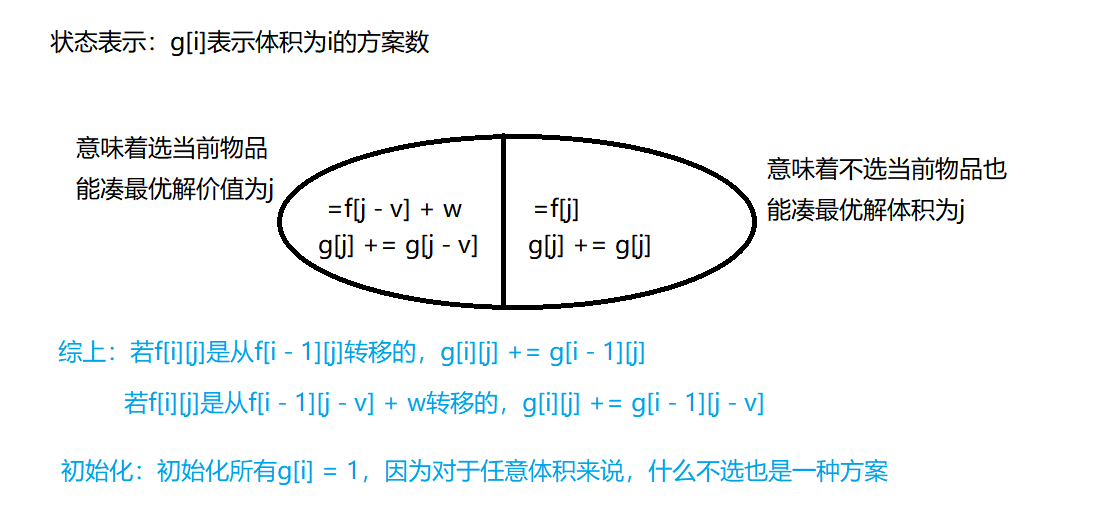 状态表示：g[i]表示体积为i的方案数
意味着选当前物品
能凑最优解价值为j
=f[j - v] + w
g[j] += g[j - v]
=f[j]
g[j] += g[j]
意味着不选当前物品也
能凑最优解体积为j
综上：若f[i][j]是从f[i - 1][j]转移的，g[i][j] += g[i - 1][j]
若f[i][j]是从f[i - 1][j - v] + w转移的，g[i][j] += g[i - 1][j - v]
初始化：初始化所有g[i] = 1，因为对于任意体积来说，什么不选也是一种方案